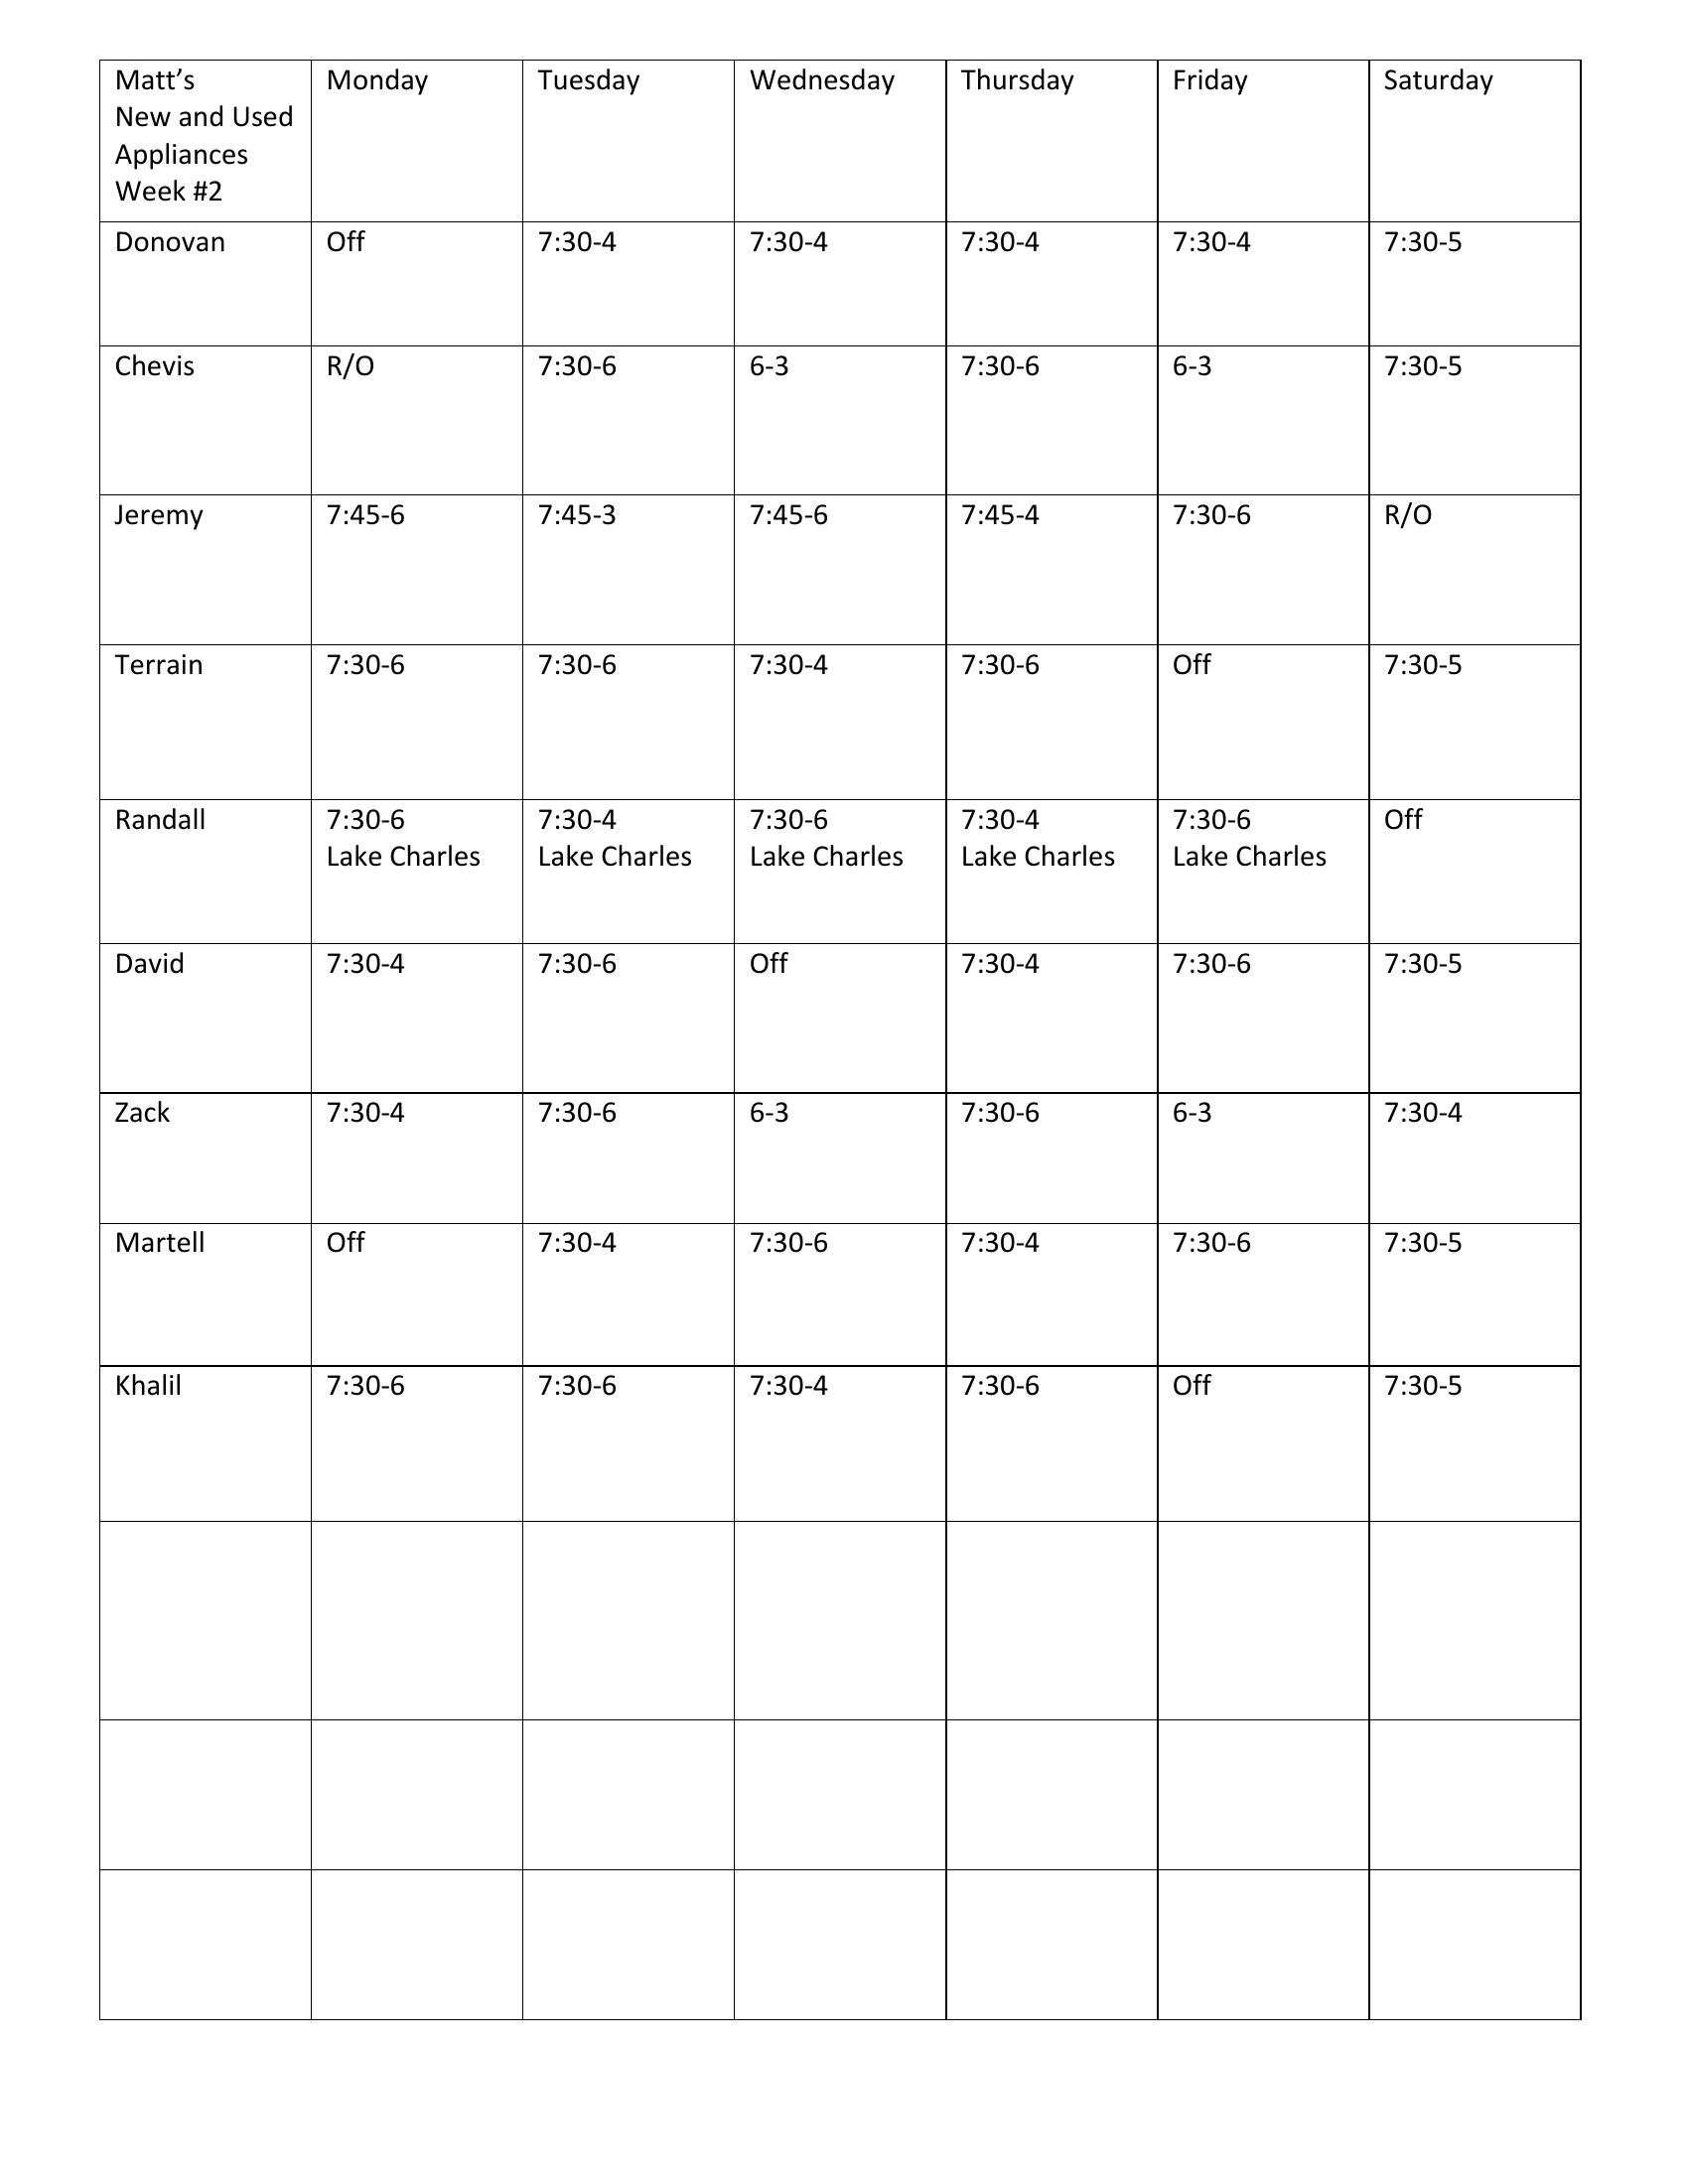 Matt’s
New and Used
Appliances
Week #2
Monday
Tuesday
Wednesday
Thursday
Friday
Saturday
Donovan
Off
7:30-4
7:30-4
7:30-4
7:30-4
7:30-5
Chevis
R/O
7:30-6
6-3
7:30-6
6-3
7:30-5
Jeremy
7:45-6
7:45-3
7:45-6
7:45-4
7:30-6
R/O
Terrain
7:30-6
7:30-6
7:30-4
7:30-6
Off
7:30-5
Randall
7:30-6
Lake Charles
7:30-4
Lake Charles
7:30-6
Lake Charles
7:30-4
Lake Charles
7:30-6
Lake Charles
Off
David
7:30-4
7:30-6
Off
7:30-4
7:30-6
7:30-5
Zack
7:30-4
7:30-6
6-3
7:30-6
6-3
7:30-4
Martell
Off
7:30-4
7:30-6
7:30-4
7:30-6
7:30-5
Khalil
7:30-6
7:30-6
7:30-4
7:30-6
Off
7:30-5